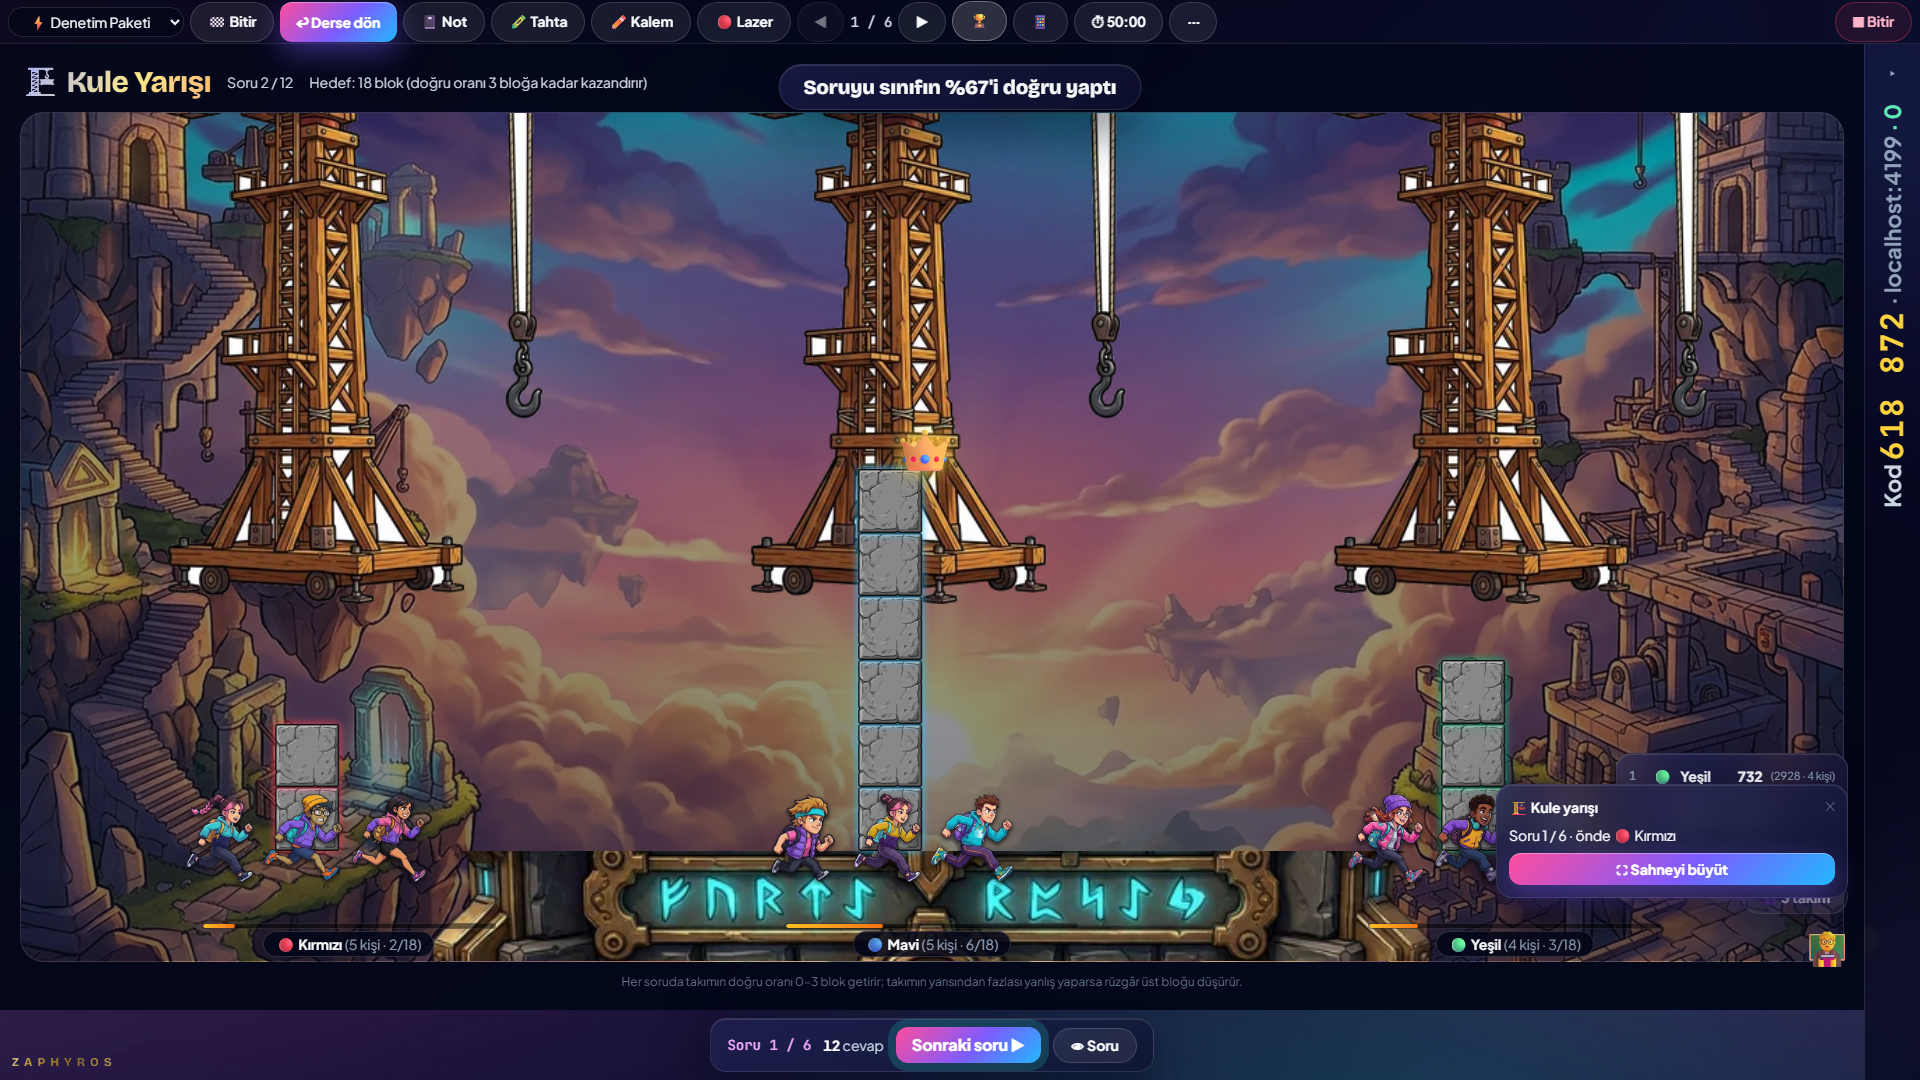 Denetim Paketi
Bitir
Derse dön
Not
Tahta
Kalem
Lazer
1 / 6
50:00
Bitir
Kule Yarışı
Soru 2 / 12
Hedef: 18 blok (doğru oranı 3 bloğa kadar kazandırır)
Soruyu sınıfın %67'i doğru yaptı
Kod 618 872 · localhost:4199 · 0
1 Yeşil 732 (2928 · 4 kişi)
Kule yarışı
Soru 1 / 6 · önde Kırmızı
Sahneyi büyüt
3 takım
Kırmızı (5 kişi · 2/18)
Mavi (5 kişi · 6/18)
Yeşil (4 kişi · 3/18)
Her soruda takımın doğru oranı 0–3 blok getirir; takımın yarısından fazlası yanlış yaparsa rüzgâr üst bloğu düşürür.
Soru 1 / 6
12 cevap
Sonraki soru
Soru
ZAPHYROS